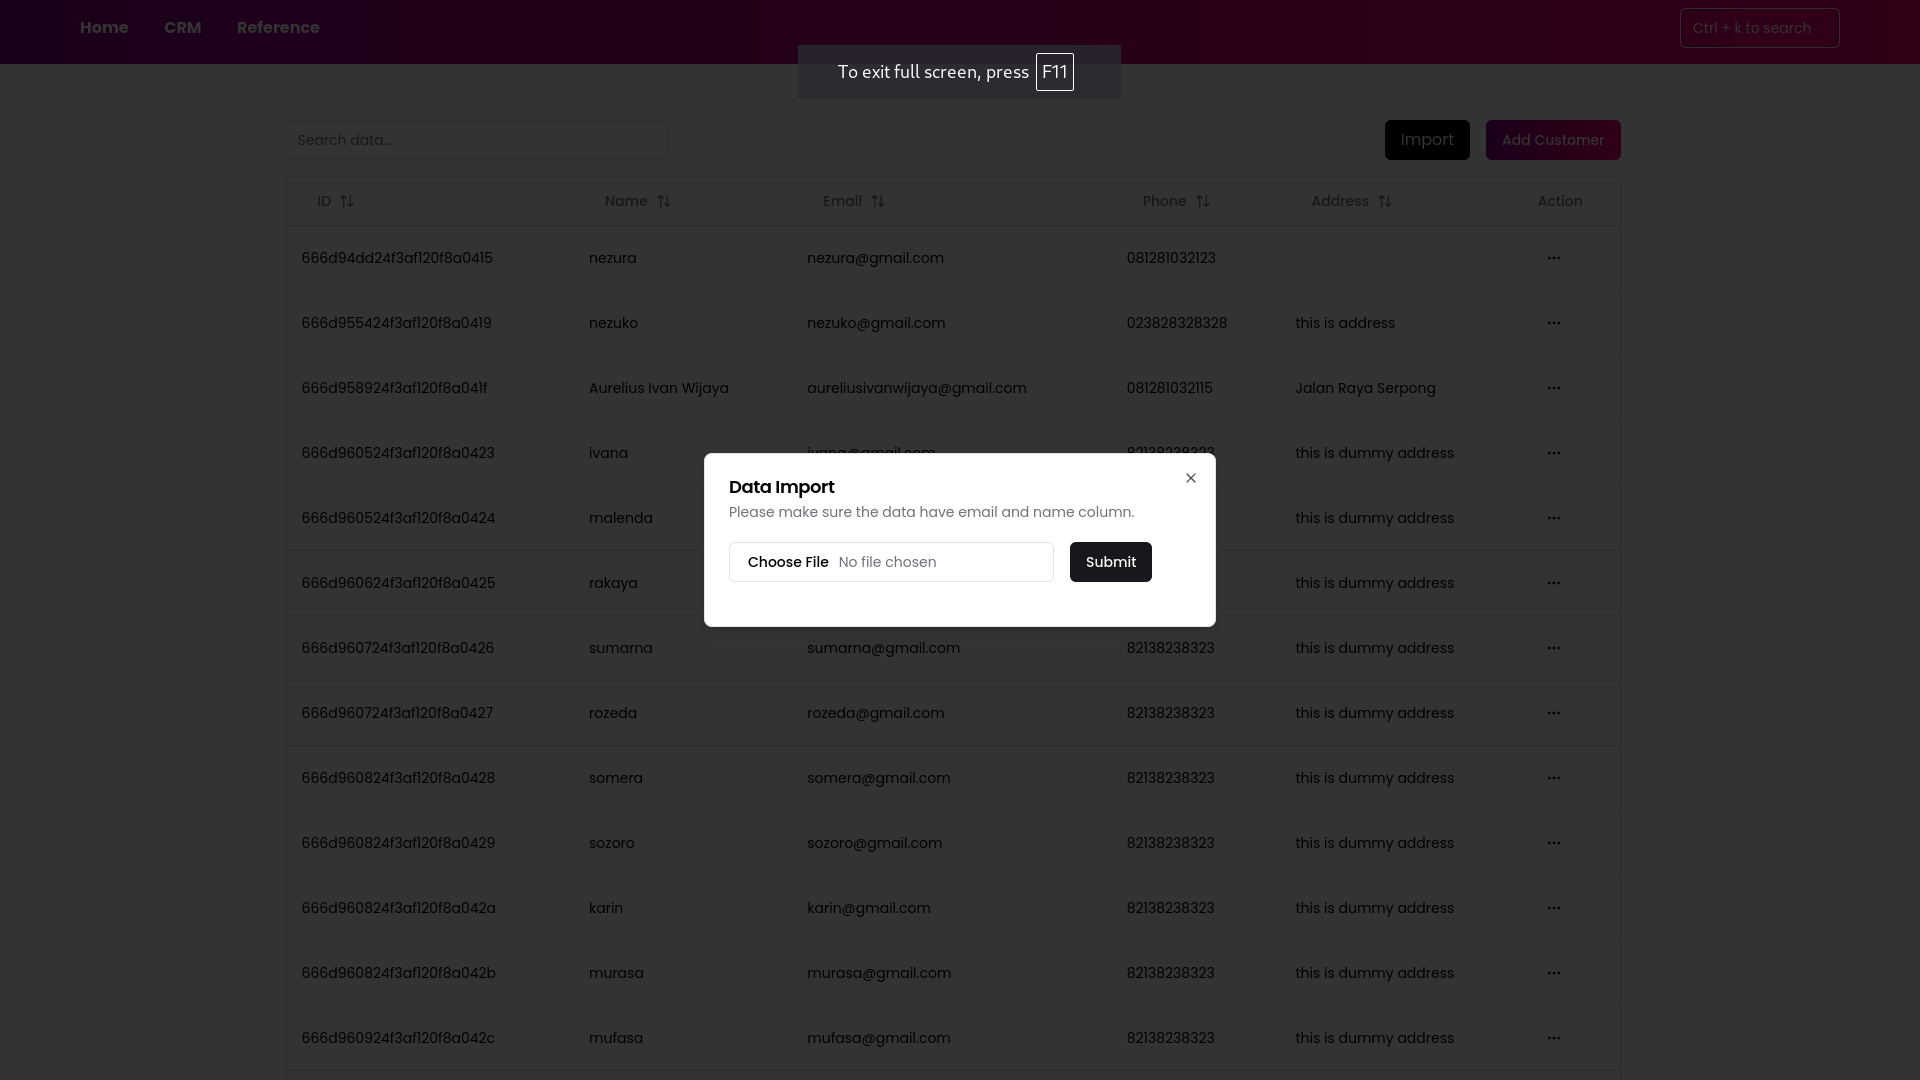 Home CRM Reference Ctrl + k to search
To exit full screen, press F11
Search data... Import Add Customer
ID Name Email Phone Address Action
666d94dd24f3af120f8a0415 nezura nezura@gmail.com 081281032123 ···
666d955424f3af120f8a0419 nezuko nezuko@gmail.com 023828328328 this is address ···
666d958924f3af120f8a041f Aurelius Ivan Wijaya aureliusivanwijaya@gmail.com 081281032115 Jalan Raya Serpong ···
666d960524f3af120f8a0423 ivana ivana@gmail.com 82138238323 this is dummy address ···
Data Import
Please make sure the data have email and name column.
666d960524f3af120f8a0424 malenda this is dummy address ···
Choose File No file chosen Submit
666d960624f3af120f8a0425 rakaya this is dummy address ···
666d960724f3af120f8a0426 sumarna sumarna@gmail.com 82138238323 this is dummy address ···
666d960724f3af120f8a0427 rozeda rozeda@gmail.com 82138238323 this is dummy address ···
666d960824f3af120f8a0428 somera somera@gmail.com 82138238323 this is dummy address ···
666d960824f3af120f8a0429 sozoro sozoro@gmail.com 82138238323 this is dummy address ···
666d960824f3af120f8a042a karin karin@gmail.com 82138238323 this is dummy address ···
666d960824f3af120f8a042b murasa murasa@gmail.com 82138238323 this is dummy address ···
666d960924f3af120f8a042c mufasa mufasa@gmail.com 82138238323 this is dummy address ···